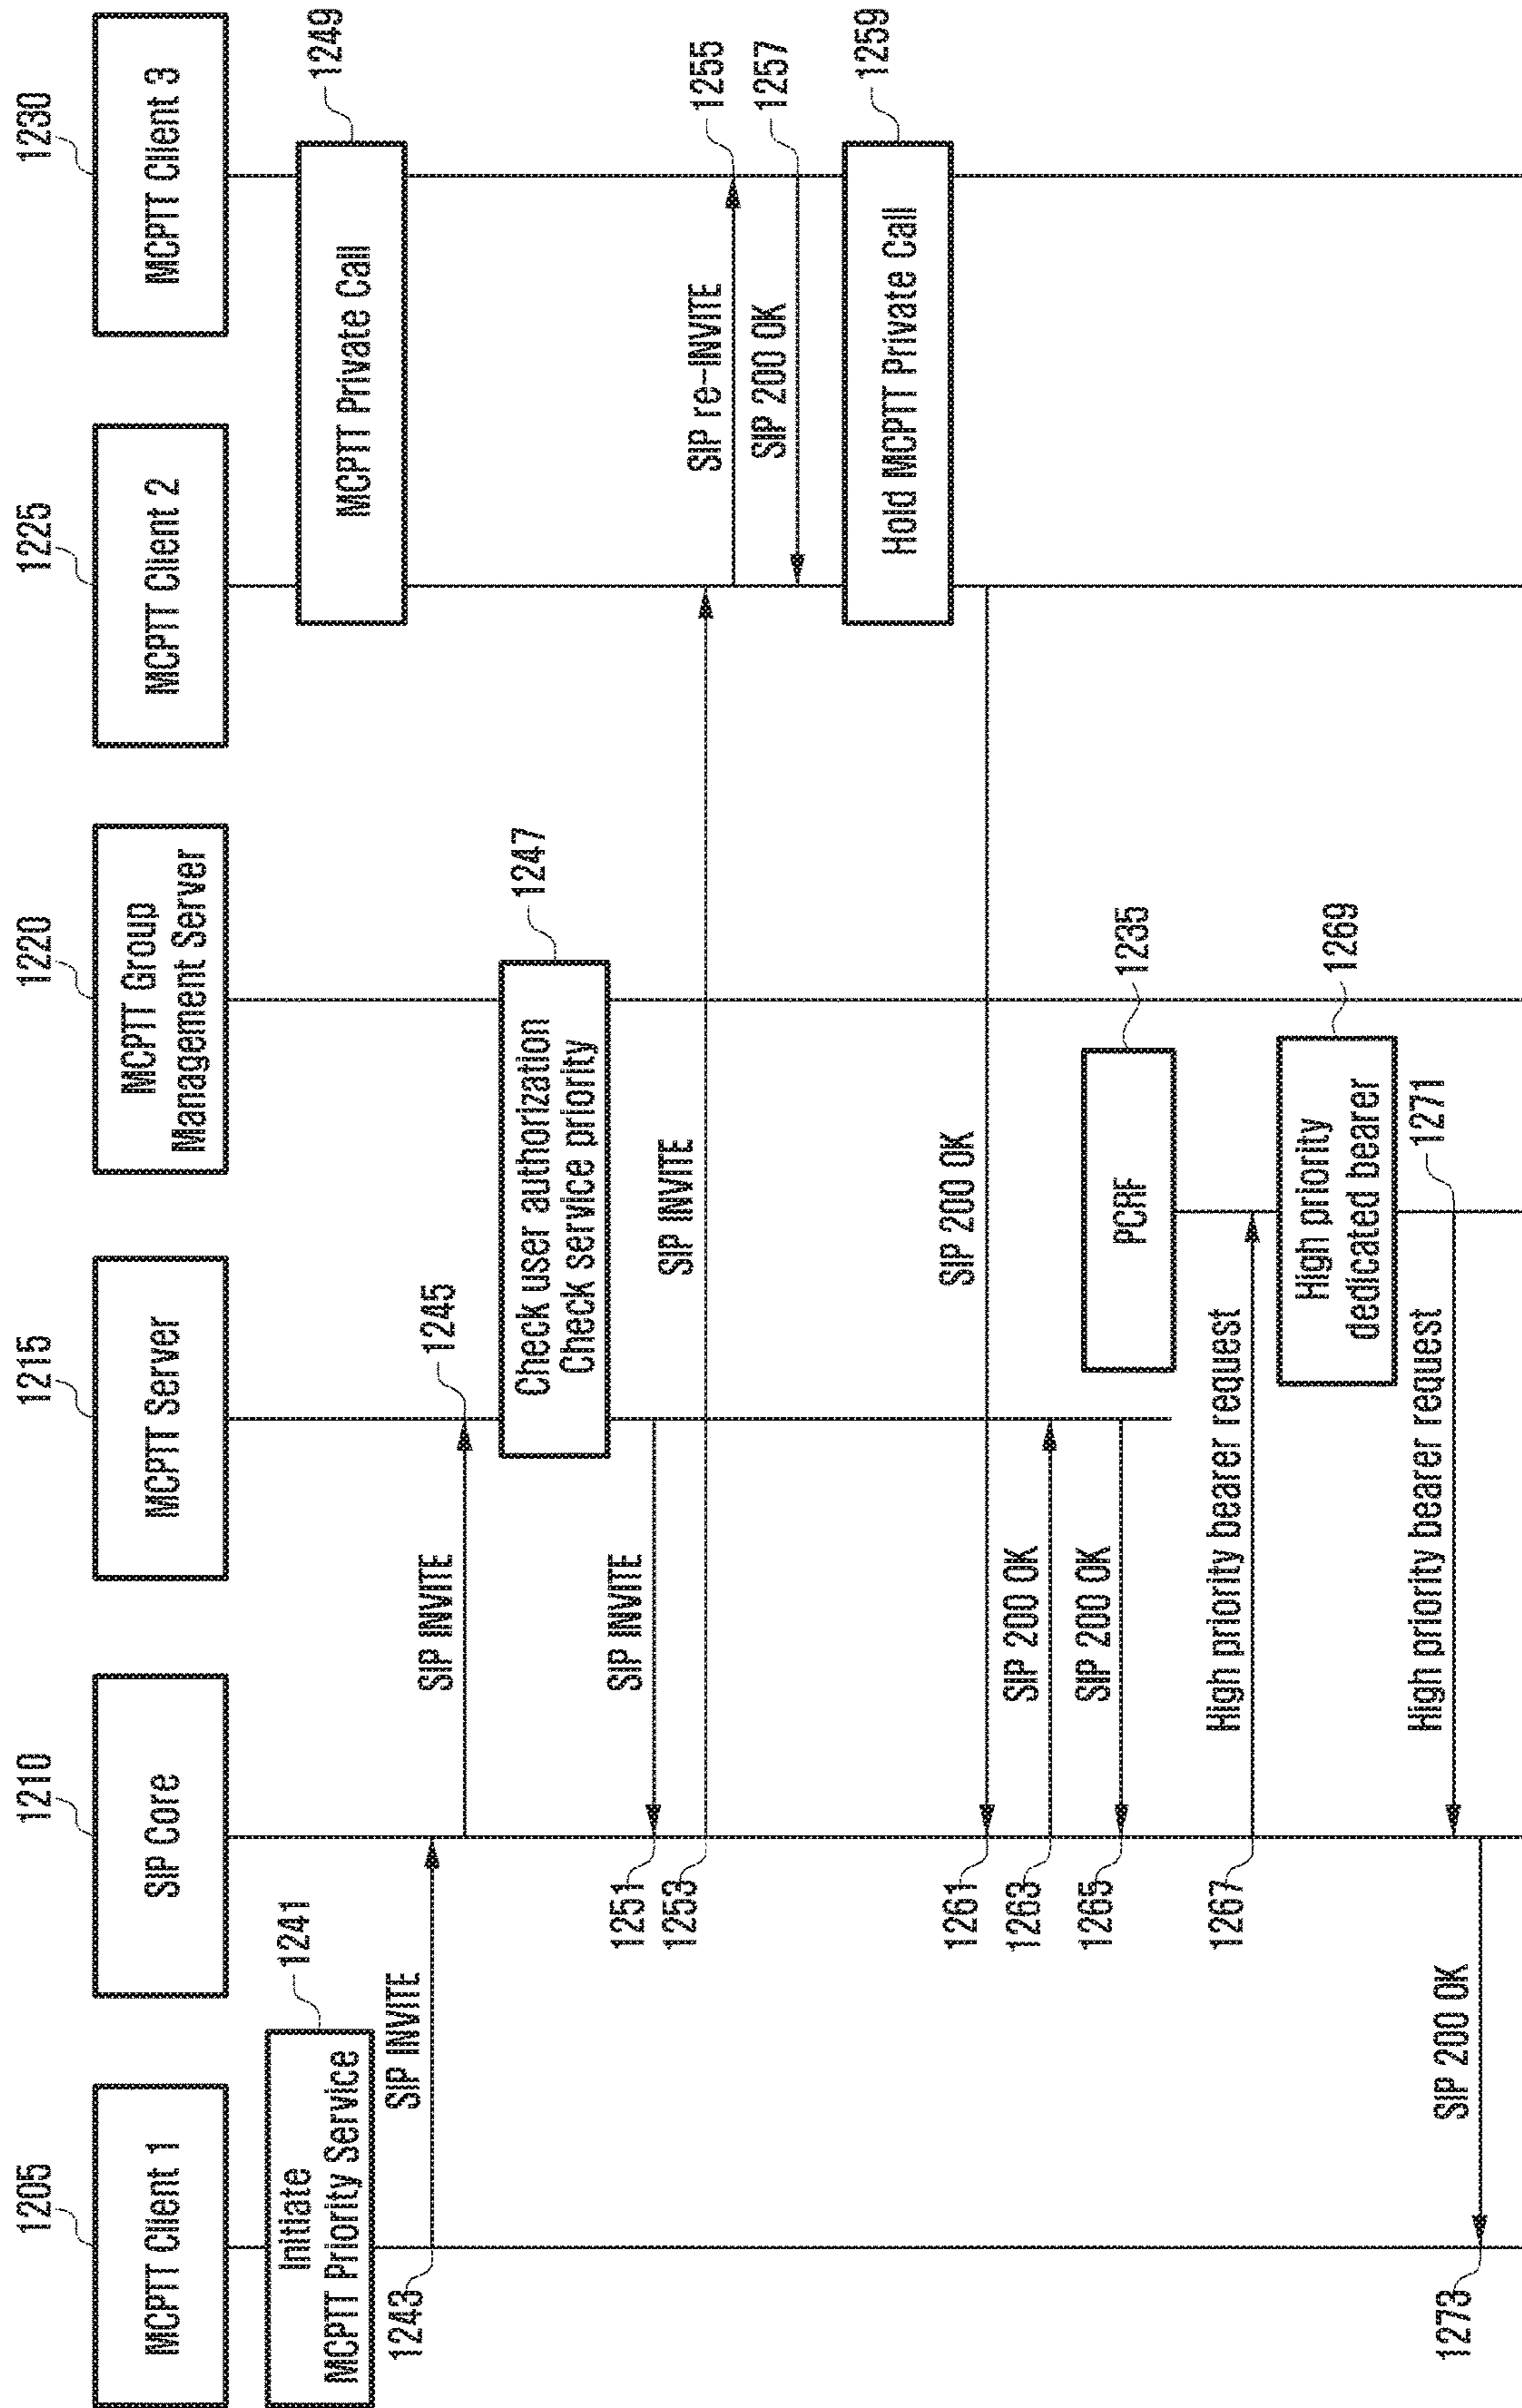 1205
1210
1215
1220
1225
1230
MCPTT Client 1
SIP Core
MCPTT Server
MCPTT Group
Management Server
MCPTT Client 2
MCPTT Client 3
1241
Initiate
MCPTT Priority Service
1249
MCPTT Private Call
1243
SIP INVITE
SIP INVITE
1245
1247
Check user authorization
Check service priority
1251
SIP INVITE
1253
SIP INVITE
SIP re-INVITE
1255
SIP 200 OK
1257
Hold MCPTT Private Call
1259
1261
SIP 200 OK
1263
SIP 200 OK
1265
SIP 200 OK
PCRF
1235
1267
High priority bearer request
High priority
dedicated bearer
1269
High priority bearer request
1271
1273
SIP 200 OK